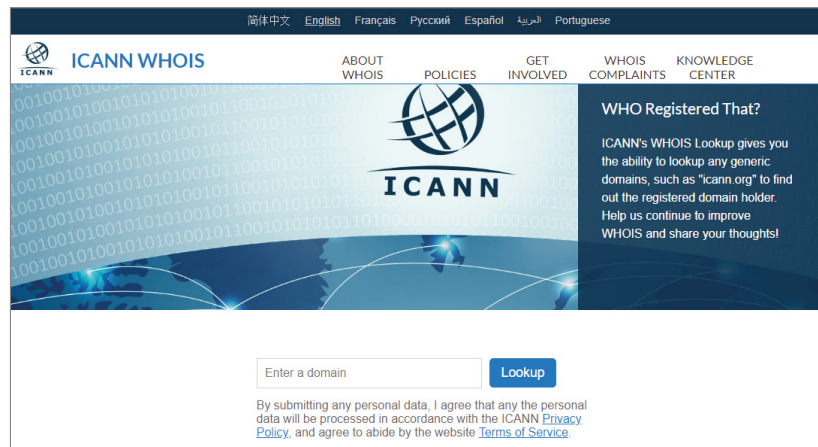 简体中文 English Français Русский Español العربية Portuguese
ICANN
ICANN WHOIS
ABOUT WHOIS
POLICIES
GET INVOLVED
WHOIS COMPLAINTS
KNOWLEDGE CENTER
ICANN
WHO Registered That?
ICANN's WHOIS Lookup gives you
the ability to lookup any generic
domains, such as "icann.org" to find
out the registered domain holder.
Help us continue to improve
WHOIS and share your thoughts!
Enter a domain
Lookup
By submitting any personal data, I agree that any the personal
data will be processed in accordance with the ICANN Privacy
Policy, and agree to abide by the website Terms of Service.